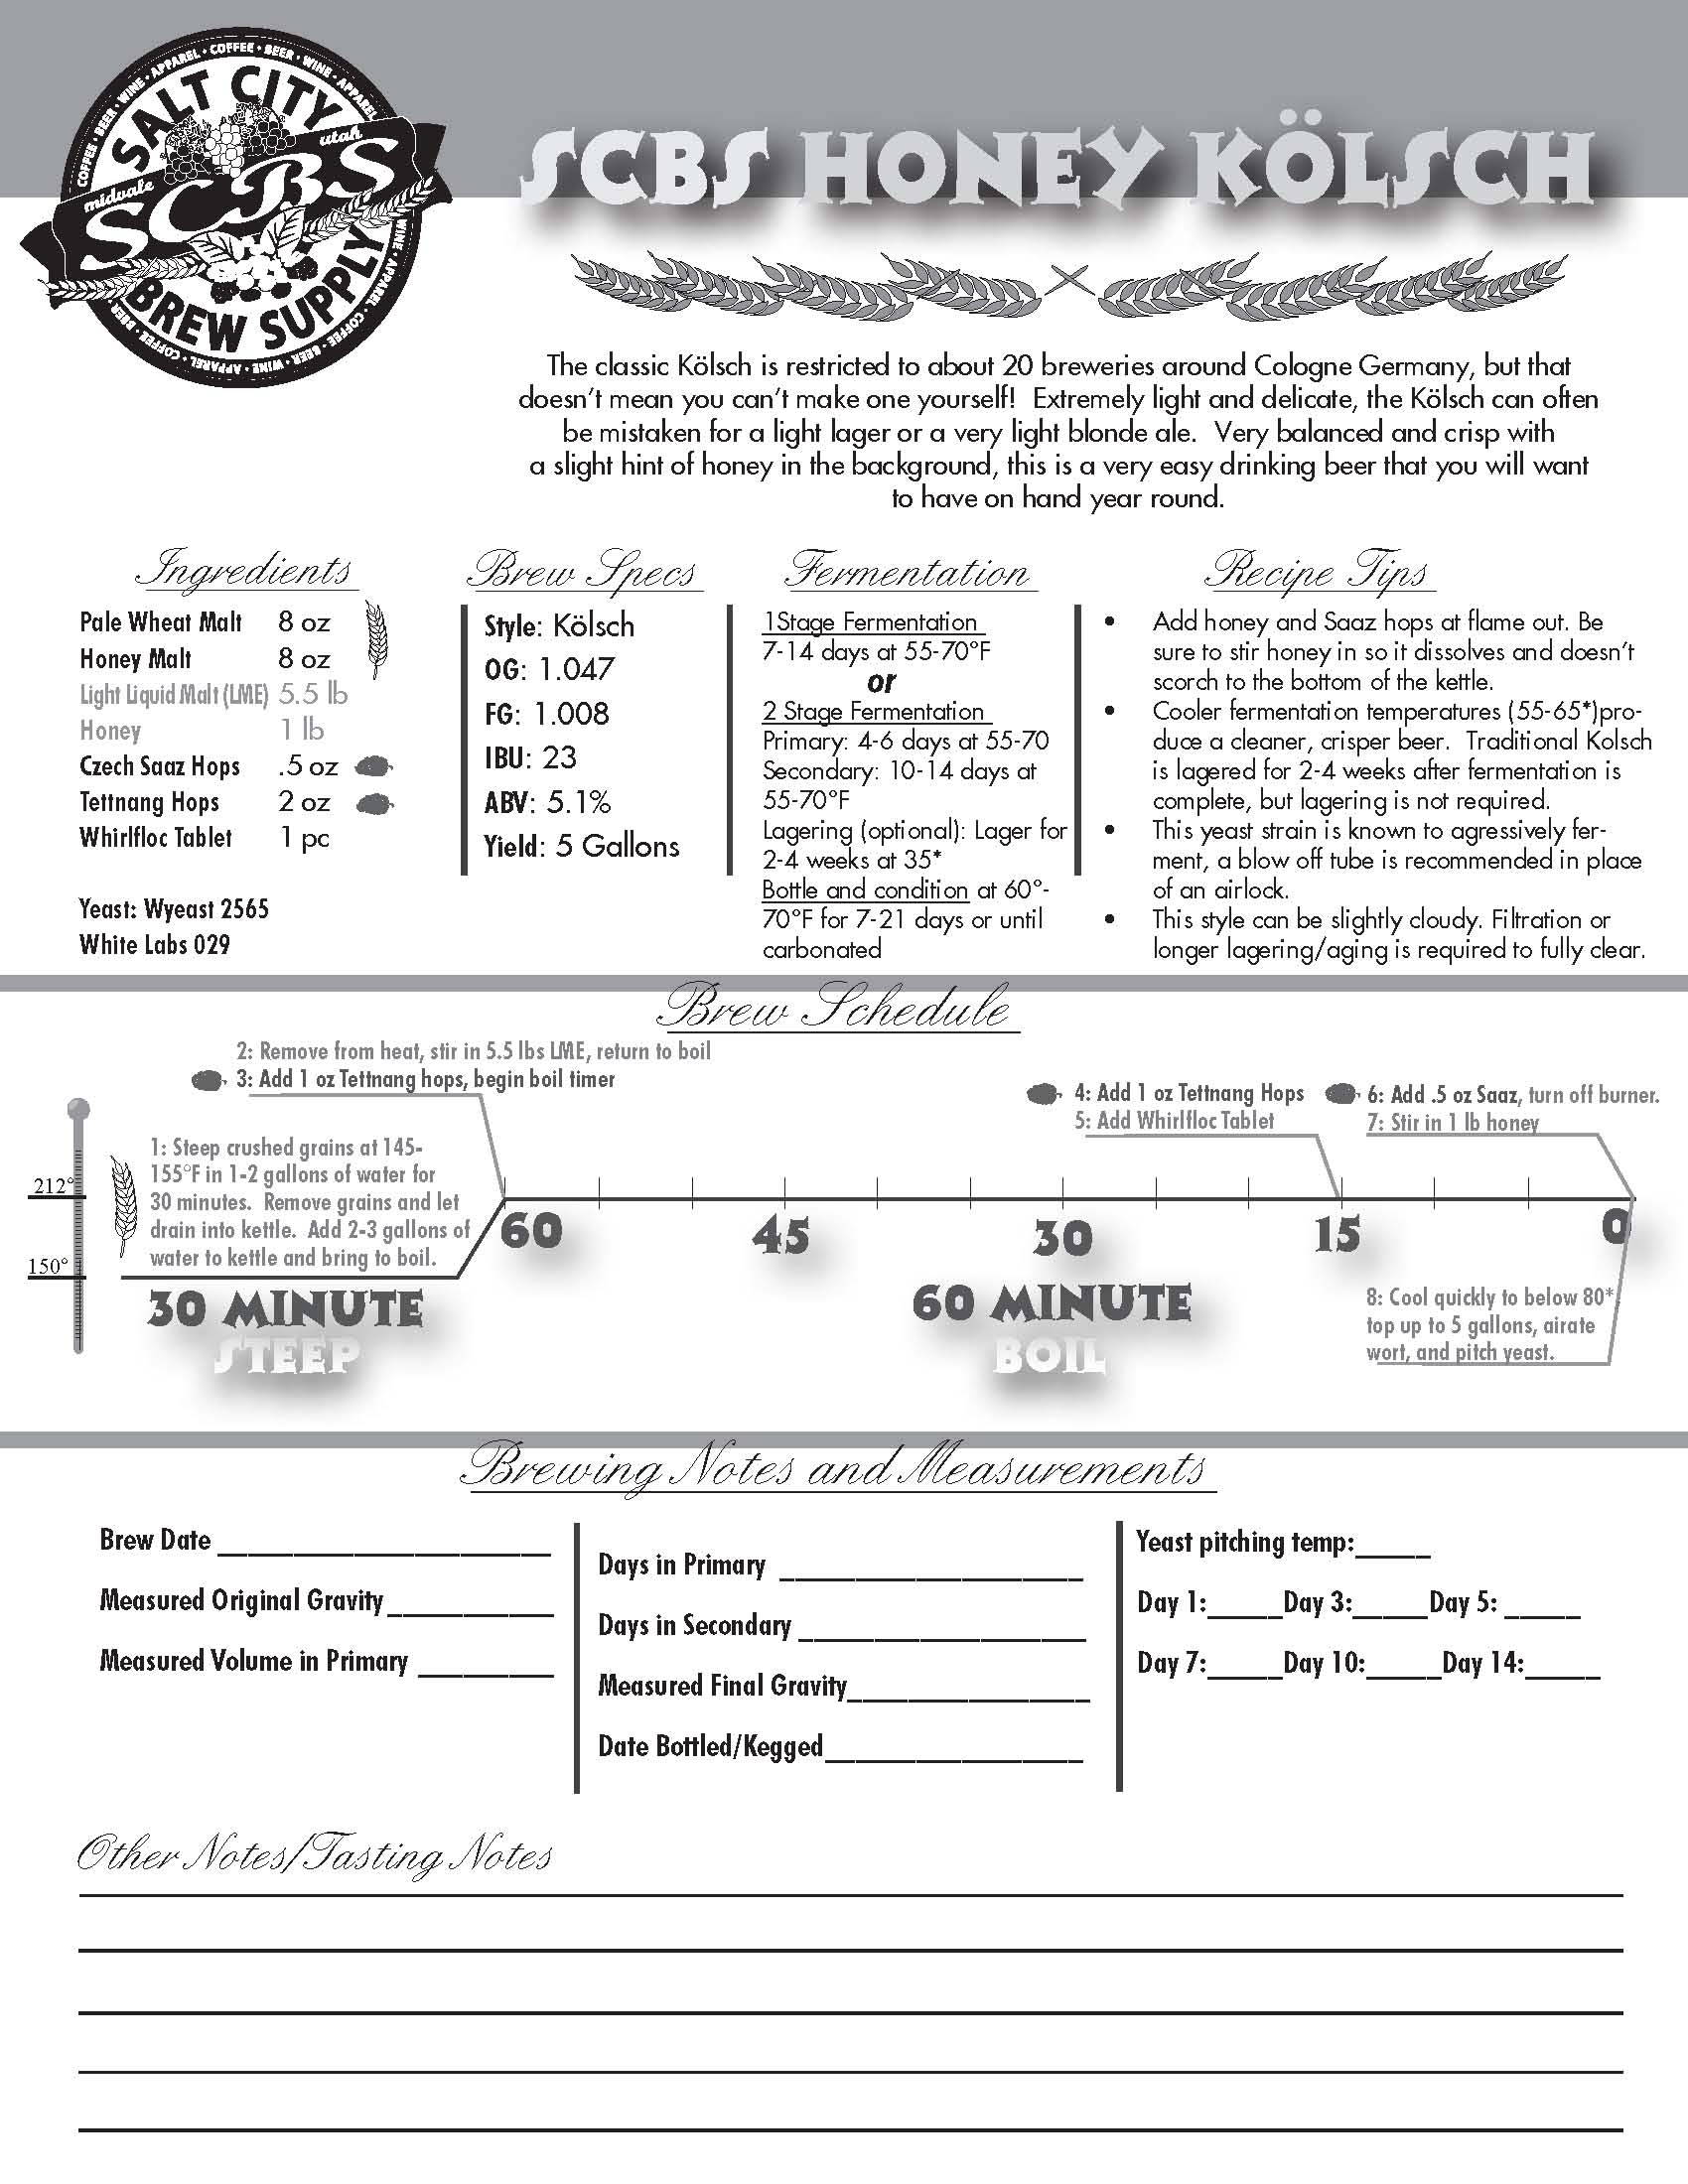 COFFEE • BEER • WINE • APPAREL • COFFEE • BEER • WINE • APPAREL
SALT CITY
midvale SCBS utah
BREW SUPPLY
WINE • APPAREL • COFFEE • BEER • WINE • APPAREL • COFFEE • BEER
SCBS HONEY KÖLSCH
The classic Kölsch is restricted to about 20 breweries around Cologne Germany, but that
doesn't mean you can't make one yourself!  Extremely light and delicate, the Kölsch can often
be mistaken for a light lager or a very light blonde ale.  Very balanced and crisp with
a slight hint of honey in the background, this is a very easy drinking beer that you will want
to have on hand year round.
Ingredients
Pale Wheat Malt 8 oz
Honey Malt 8 oz
Light Liquid Malt (LME) 5.5 lb
Honey 1 lb
Czech Saaz Hops .5 oz
Tettnang Hops 2 oz
Whirlfloc Tablet 1 pc
Yeast: Wyeast 2565
White Labs 029
Brew Specs
Style: Kölsch
OG: 1.047
FG: 1.008
IBU: 23
ABV: 5.1%
Yield: 5 Gallons
Fermentation
1Stage Fermentation
7-14 days at 55-70°F
or
2 Stage Fermentation
Primary: 4-6 days at 55-70
Secondary: 10-14 days at
55-70°F
Lagering (optional): Lager for
2-4 weeks at 35*
Bottle and condition at 60°-
70°F for 7-21 days or until
carbonated
Recipe Tips
• Add honey and Saaz hops at flame out. Be
sure to stir honey in so it dissolves and doesn't
scorch to the bottom of the kettle.
• Cooler fermentation temperatures (55-65*)pro-
duce a cleaner, crisper beer.  Traditional Kolsch
is lagered for 2-4 weeks after fermentation is
complete, but lagering is not required.
• This yeast strain is known to agressively fer-
ment, a blow off tube is recommended in place
of an airlock.
• This style can be slightly cloudy. Filtration or
longer lagering/aging is required to fully clear.
Brew Schedule
2: Remove from heat, stir in 5.5 lbs LME, return to boil
3: Add 1 oz Tettnang hops, begin boil timer
4: Add 1 oz Tettnang Hops
5: Add Whirlfloc Tablet
6: Add .5 oz Saaz, turn off burner.
7: Stir in 1 lb honey
1: Steep crushed grains at 145-
155°F in 1-2 gallons of water for
30 minutes.  Remove grains and let
drain into kettle.  Add 2-3 gallons of
water to kettle and bring to boil.
212°
150°
60 45 30 15 0
30 MINUTE
STEEP
60 MINUTE
BOIL
8: Cool quickly to below 80*
top up to 5 gallons, airate
wort, and pitch yeast.
Brewing Notes and Measurements
Brew Date ______________________
Measured Original Gravity___________
Measured Volume in Primary _________
Days in Primary ____________________
Days in Secondary ___________________
Measured Final Gravity________________
Date Bottled/Kegged_________________
Yeast pitching temp:_____
Day 1:_____Day 3:_____Day 5: _____
Day 7:_____Day 10:_____Day 14:_____
Other Notes/Tasting Notes